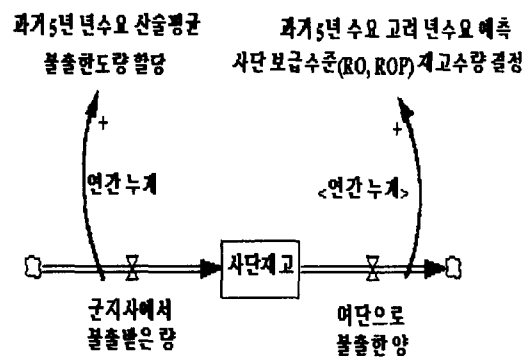 과거 5년 년수요 산술평균
불출한도량 할당
과거 5년 수요 고려 년수요 예측
사단 보급수준(RO, ROP) 재고수량 결정
+
+
연간 누계
<연간 누계>
사단재고
군지사에서
불출받은 량
여단으로
불출한 양